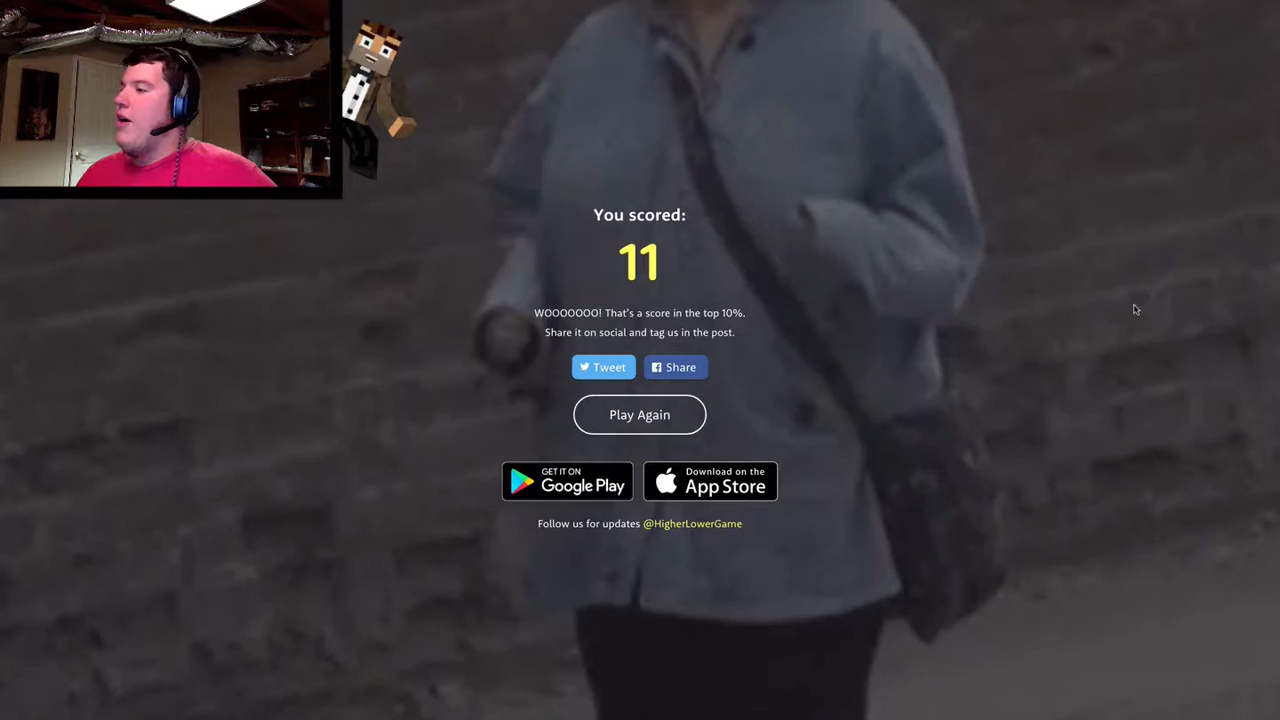 You scored:
11
WOOOOOOO! That's a score in the top 10%.
Share it on social and tag us in the post.
Tweet
Share
Play Again
GET IT ON
Google Play
Download on the
App Store
Follow us for updates @HigherLowerGame